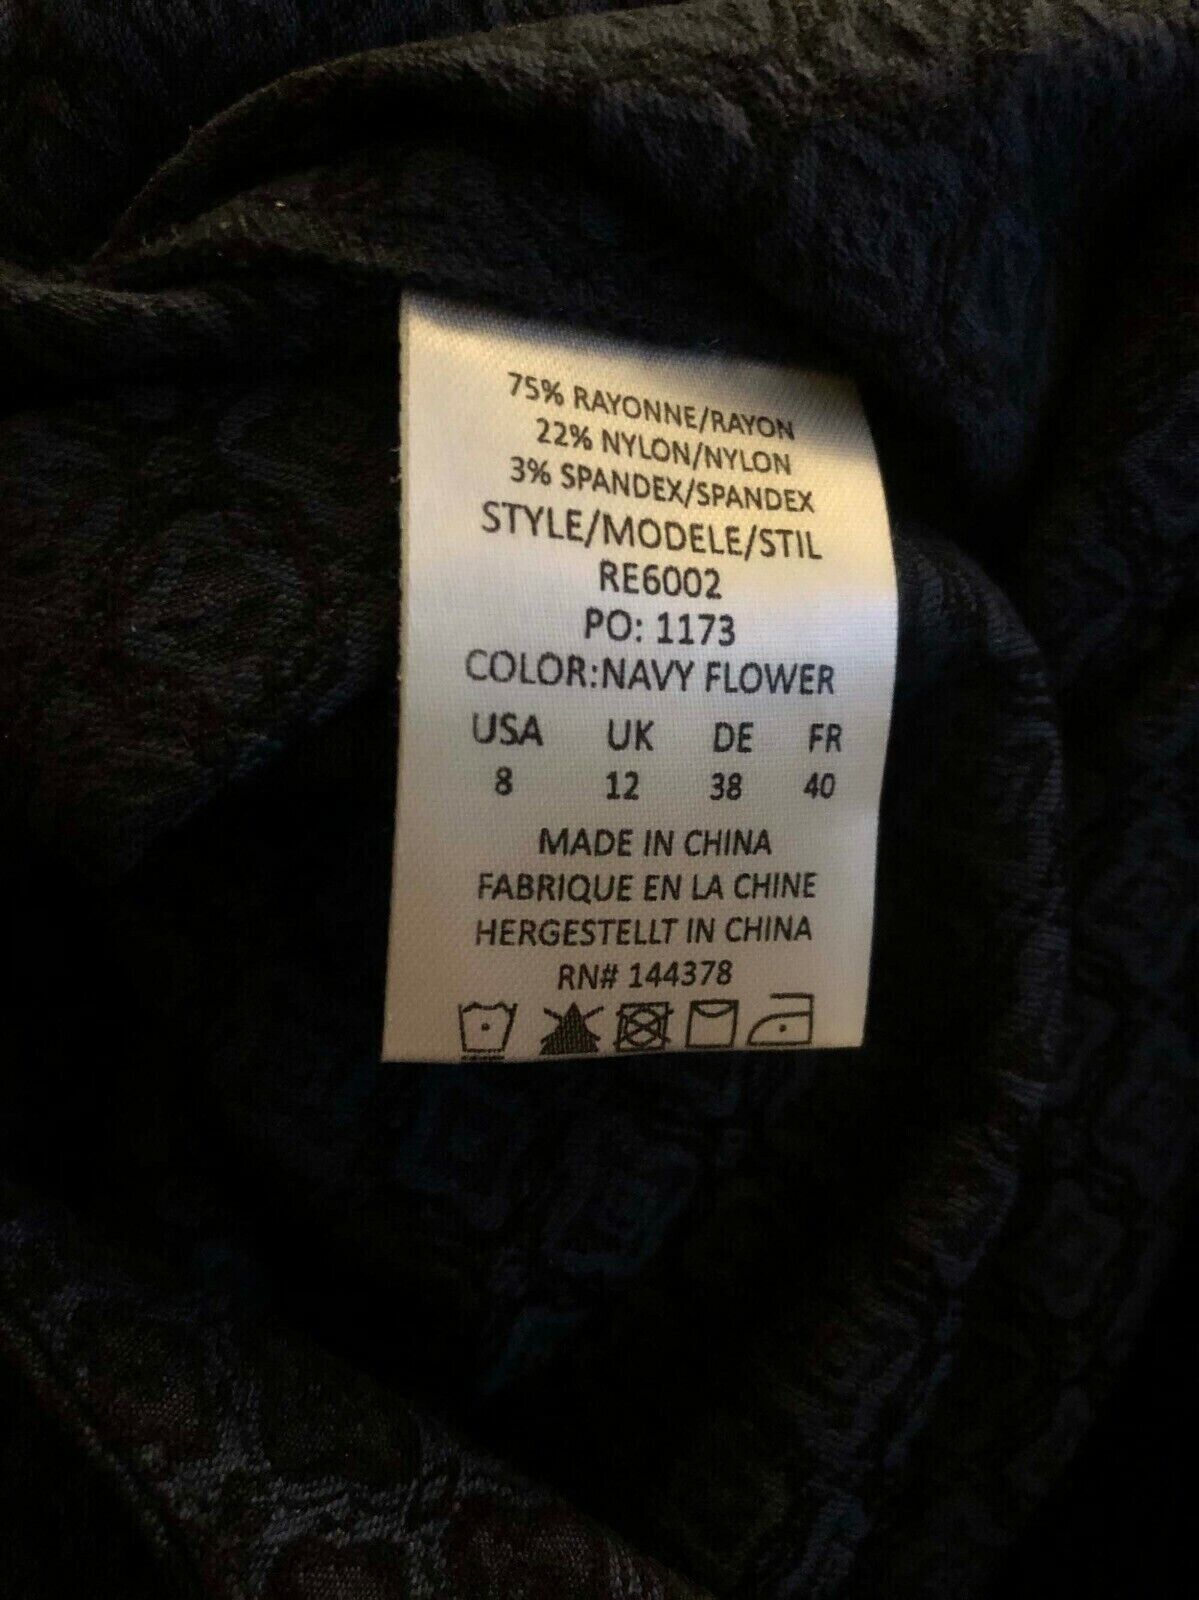 75% RAYONNE/RAYON
22% NYLON/NYLON
3% SPANDEX/SPANDEX
STYLE/MODELE/STIL
RE6002
PO: 1173
COLOR:NAVY FLOWER
USA UK DE FR
8 12 38 40
MADE IN CHINA
FABRIQUE EN LA CHINE
HERGESTELLT IN CHINA
RN# 144378